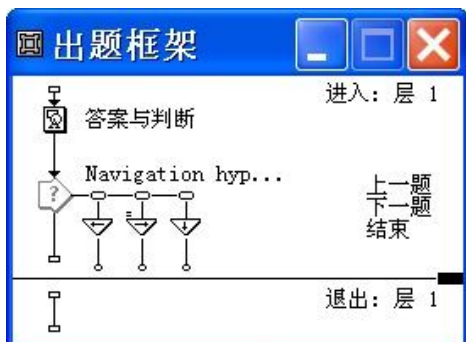 出题框架
进入: 层 1
答案与判断
Navigation hyp...
上一题
下一题
结束
退出: 层 1